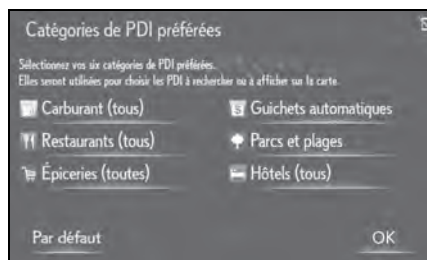 Catégories de PDI préférées
Sélectionnez vos six catégories de PDI préférées.
Elles seront utilisées pour choisir les PDI à rechercher ou à afficher sur la carte.
Carburant (tous)
Guichets automatiques
Restaurants (tous)
Parcs et plages
Épiceries (toutes)
Hôtels (tous)
Par défaut
OK